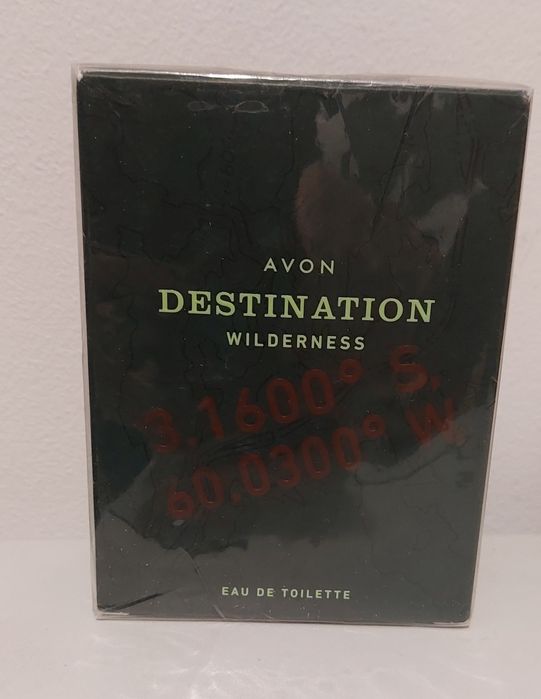 AVON
DESTINATION
WILDERNESS
3.1600° S.
60.0300° W.
EAU DE TOILETTE